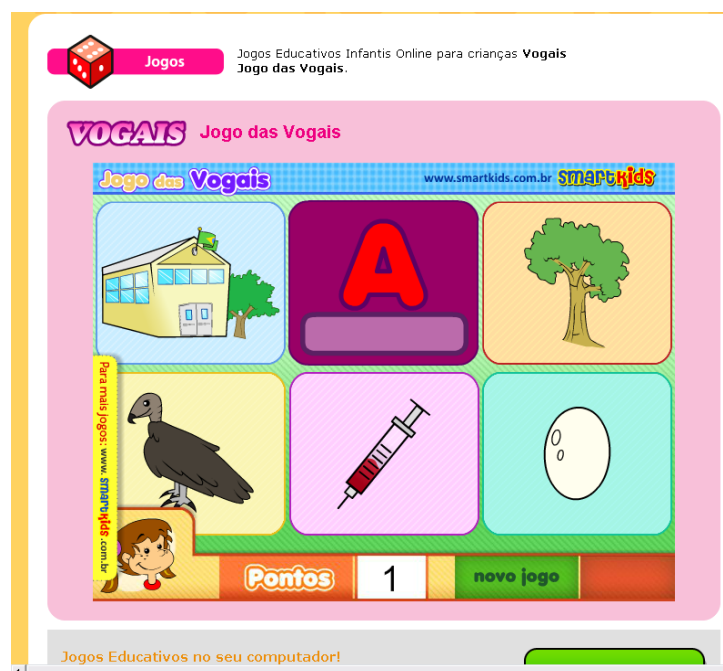 Jogos
Jogos Educativos Infantis Online para crianças Vogais
Jogo das Vogais.
VOGAIS Jogo das Vogais
Jogo das Vogais www.smartkids.com.br smartkids
A
Para mais jogos: www.smartkids.com.br
Pontos 1 novo jogo
Jogos Educativos no seu computador!